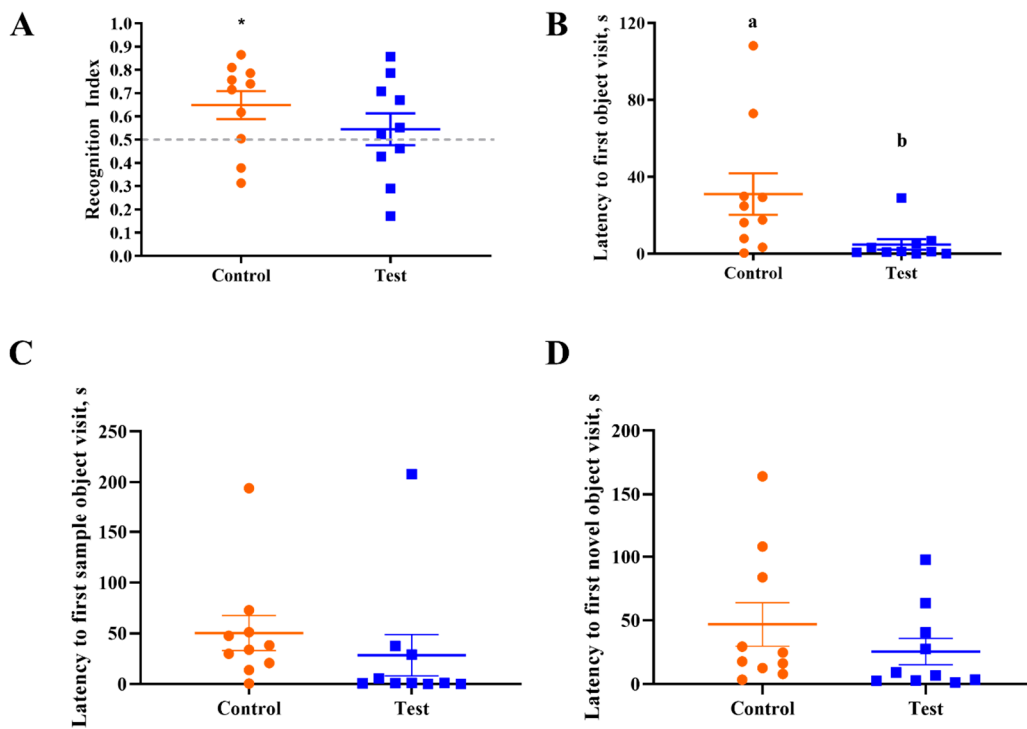 A
*
1.0
0.9
0.8
0.7
0.6
0.5
0.4
0.3
0.2
0.1
0.0
Recognition Index
Control
Test
B
a
b
120
80
40
0
Latency to first object visit, s
Control
Test
C
250
200
150
100
50
0
Latency to first sample object visit, s
Control
Test
D
200
150
100
50
0
Latency to first novel object visit, s
Control
Test